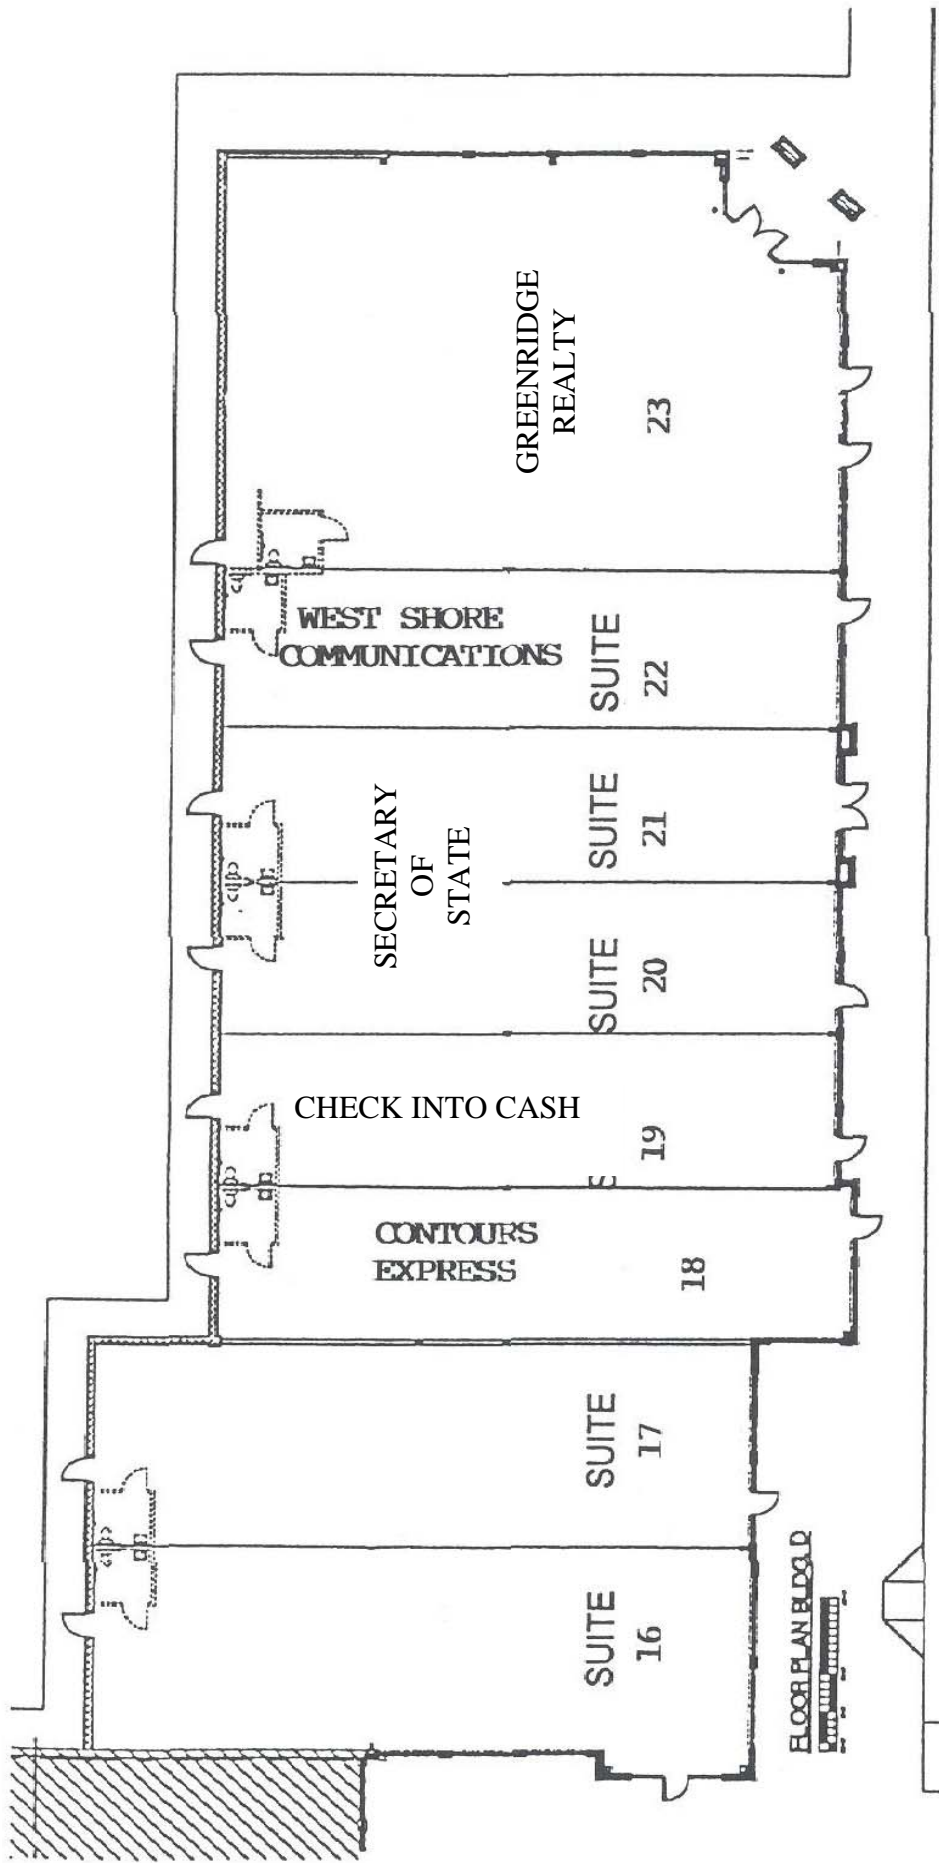 GREENRIDGE
REALTY
23
WEST SHORE
COMMUNICATIONS
SUITE
22
SECRETARY
OF
STATE
SUITE
21
SUITE
20
CHECK INTO CASH
19
S
CONTOURS
EXPRESS
18
SUITE
17
SUITE
16
FLOOR PLAN BLDG. D